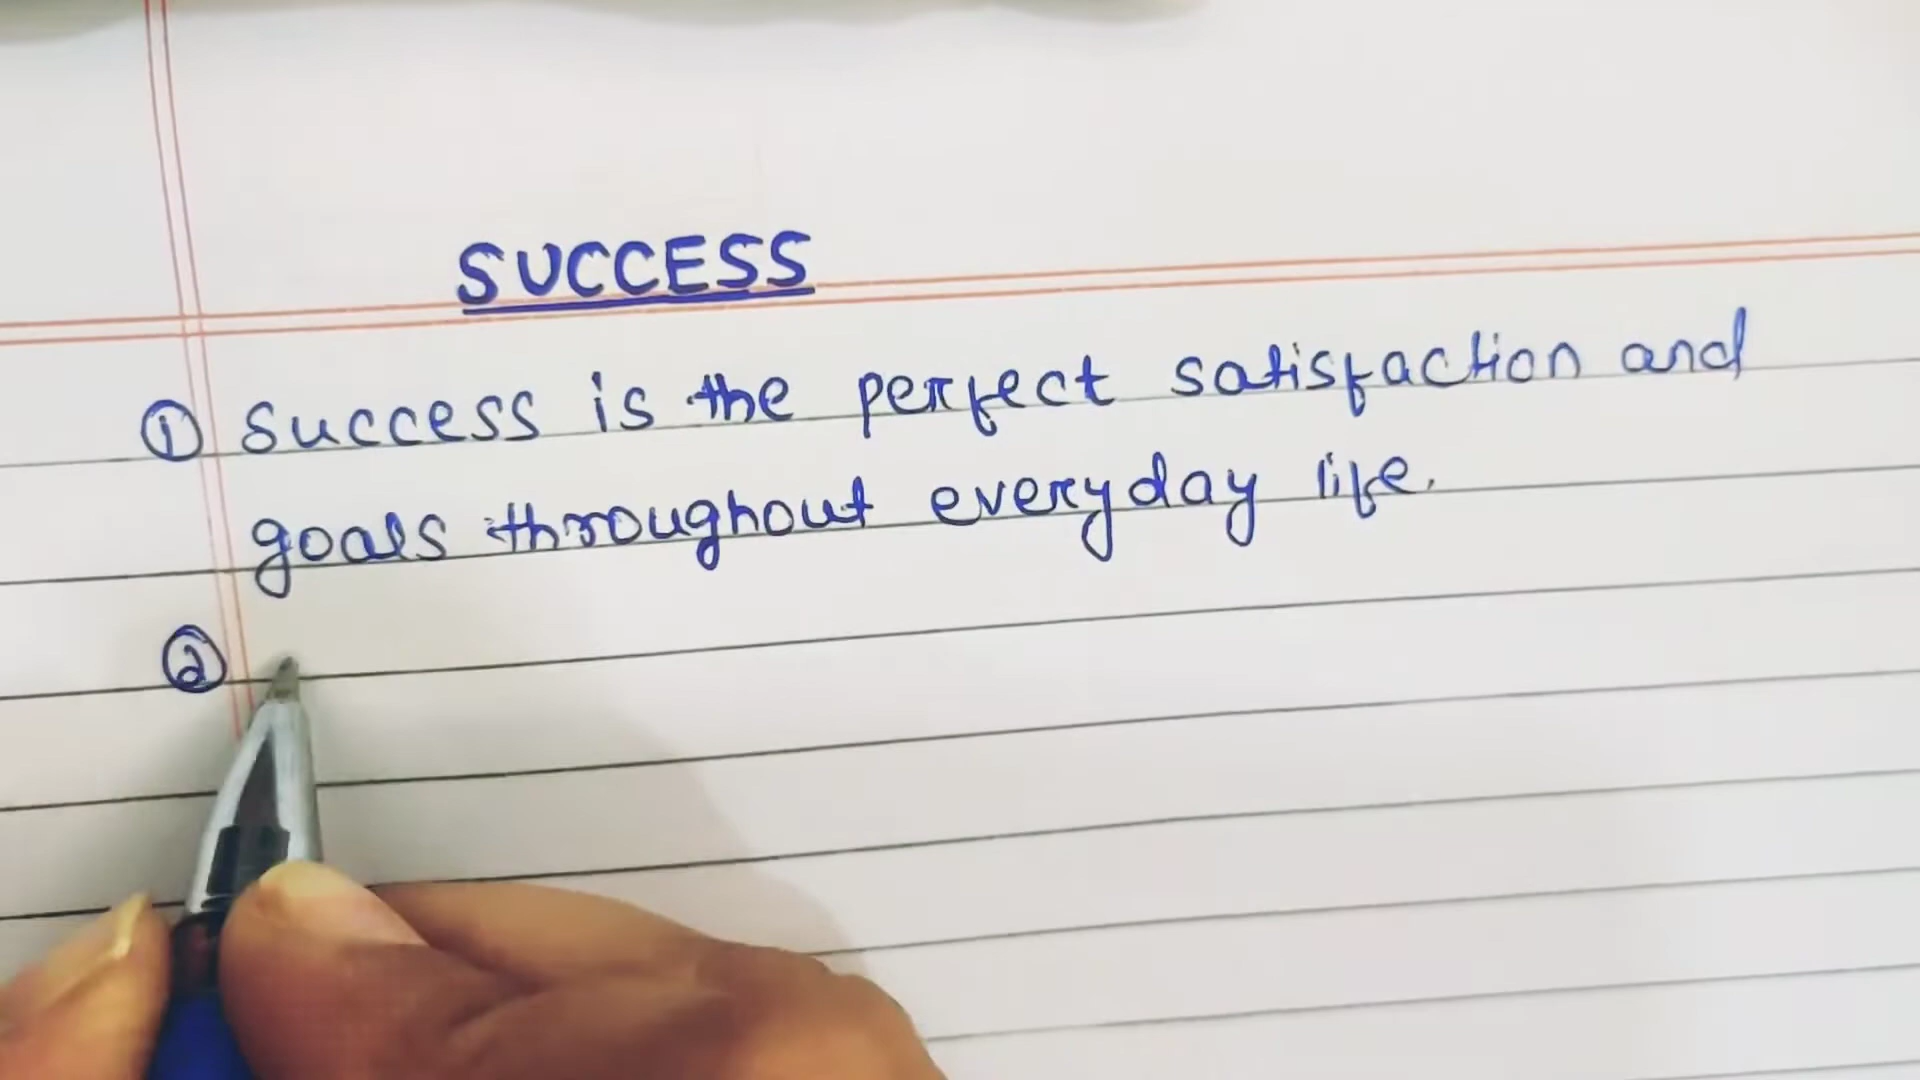 SUCCESS
① Success is the perfect satisfaction and
goals throughout everyday life.
②